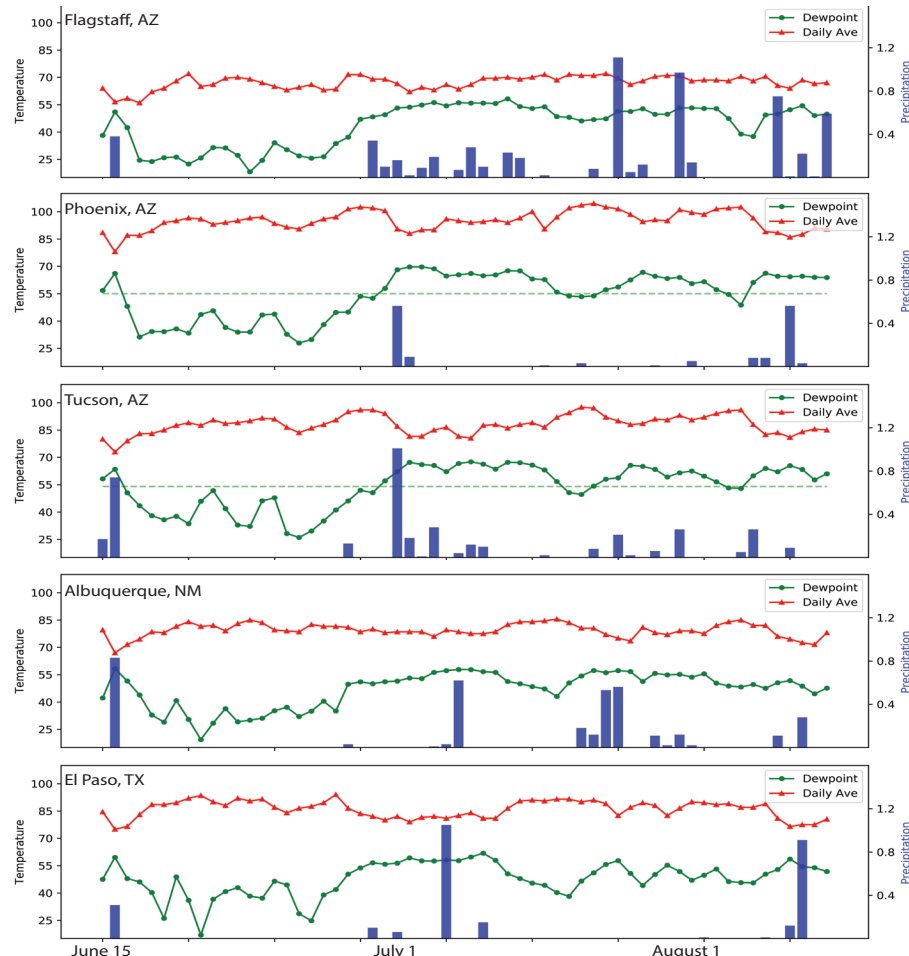 Flagstaff, AZ
100
85
70
55
40
25
Temperature
Dewpoint
Daily Ave
1.2
0.8
0.4
Precipitation
Phoenix, AZ
100
85
70
55
40
25
Temperature
Dewpoint
Daily Ave
1.2
0.8
0.4
Precipitation
Tucson, AZ
100
85
70
55
40
25
Temperature
Dewpoint
Daily Ave
1.2
0.8
0.4
Precipitation
Albuquerque, NM
100
85
70
55
40
25
Temperature
Dewpoint
Daily Ave
1.2
0.8
0.4
Precipitation
El Paso, TX
100
85
70
55
40
25
Temperature
Dewpoint
Daily Ave
1.2
0.8
0.4
Precipitation
June 15 July 1 August 1